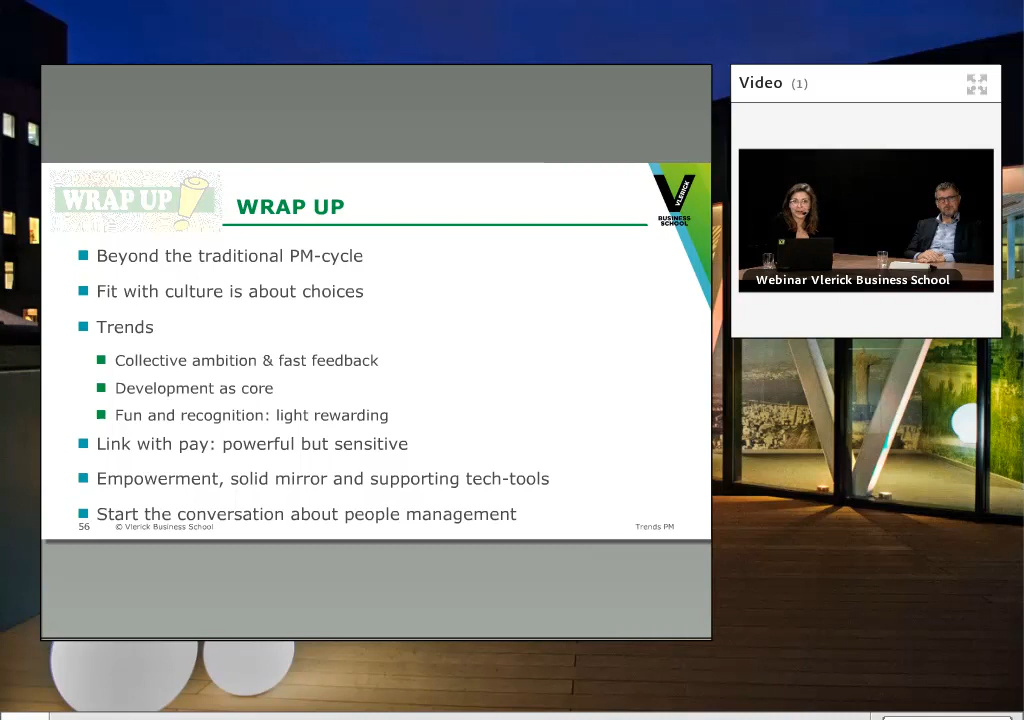 WRAP UP
WRAP UP
VLERICK
BUSINESS
SCHOOL
Beyond the traditional PM-cycle
Fit with culture is about choices
Trends
Collective ambition & fast feedback
Development as core
Fun and recognition: light rewarding
Link with pay: powerful but sensitive
Empowerment, solid mirror and supporting tech-tools
Start the conversation about people management
56 © Vlerick Business School Trends PM
Video (1)
Webinar Vlerick Business School